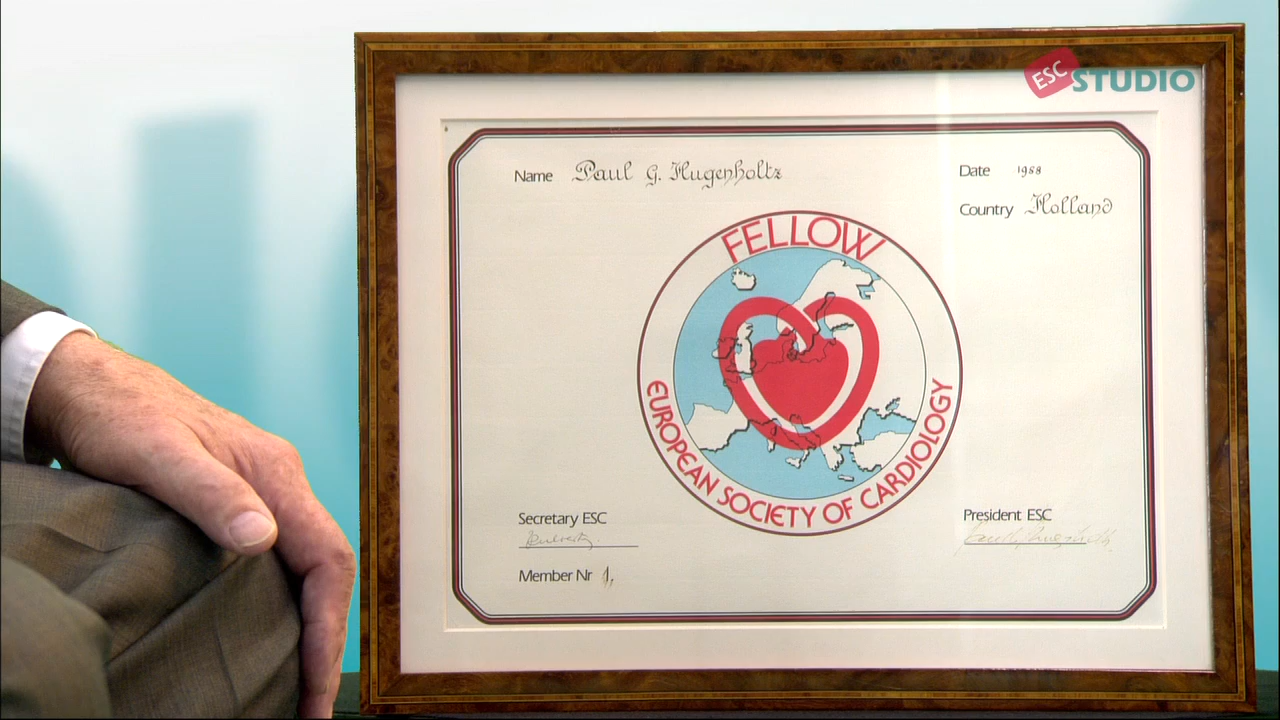 ESC STUDIO
Name Paul G. Hugenholtz
Date 1988
Country Holland
FELLOW
EUROPEAN SOCIETY OF CARDIOLOGY
Secretary ESC
President ESC
Member Nr 1.